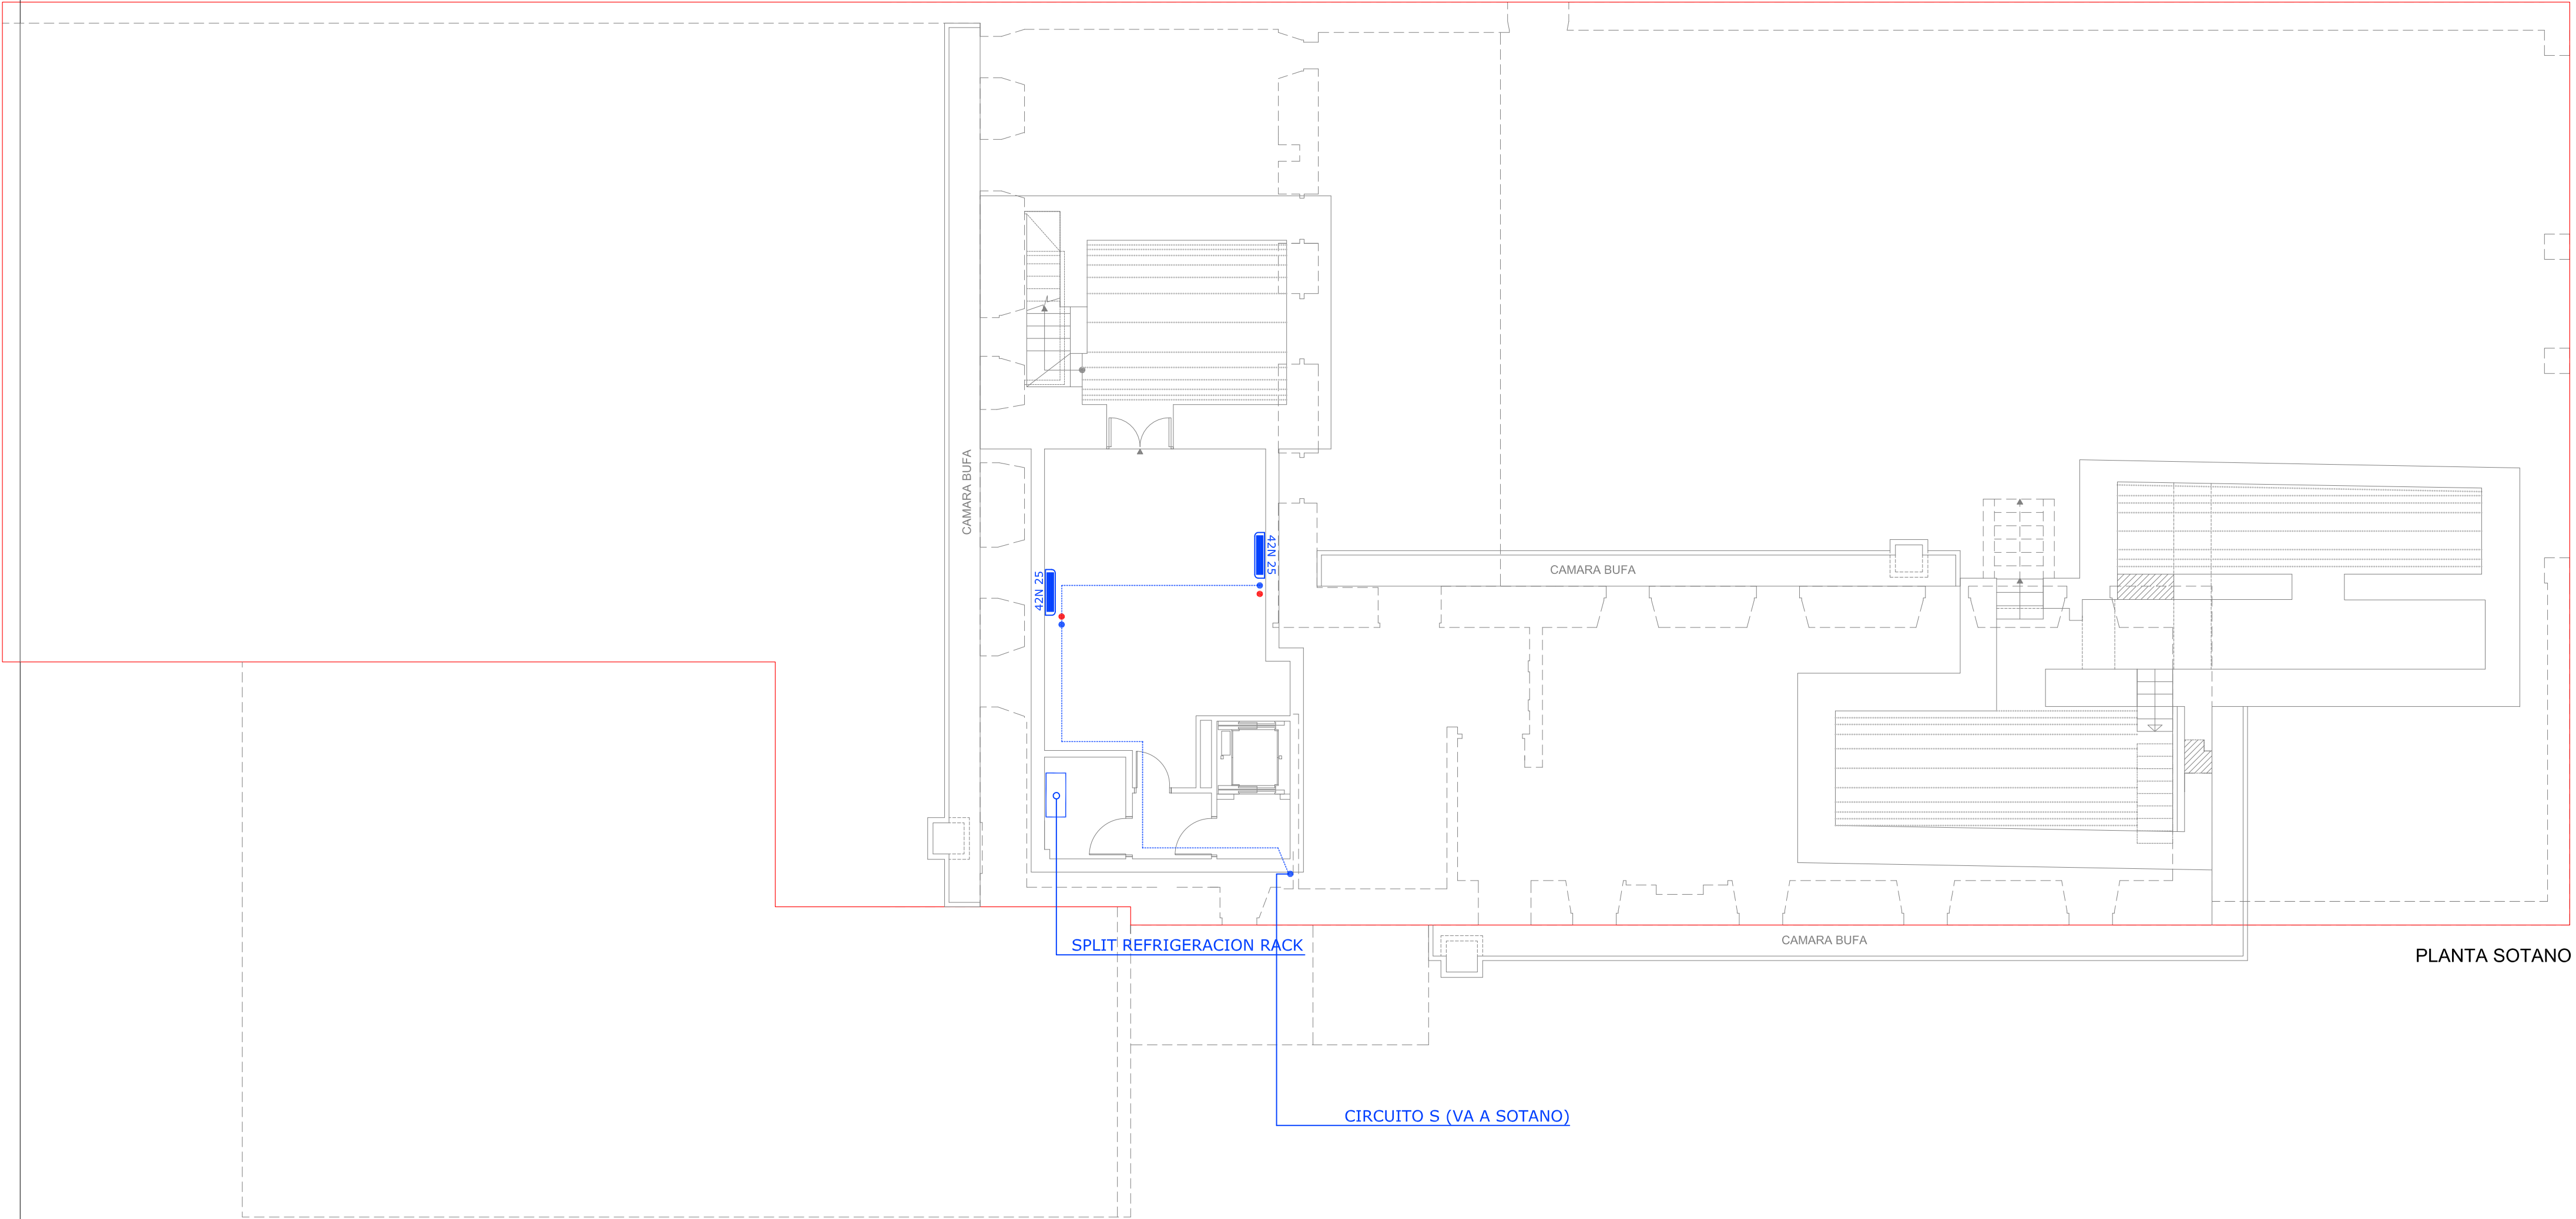 CAMARA BUFA
42N 25
42N 25
CAMARA BUFA
SPLIT REFRIGERACION RACK
CAMARA BUFA
PLANTA SOTANO
CIRCUITO S (VA A SOTANO)